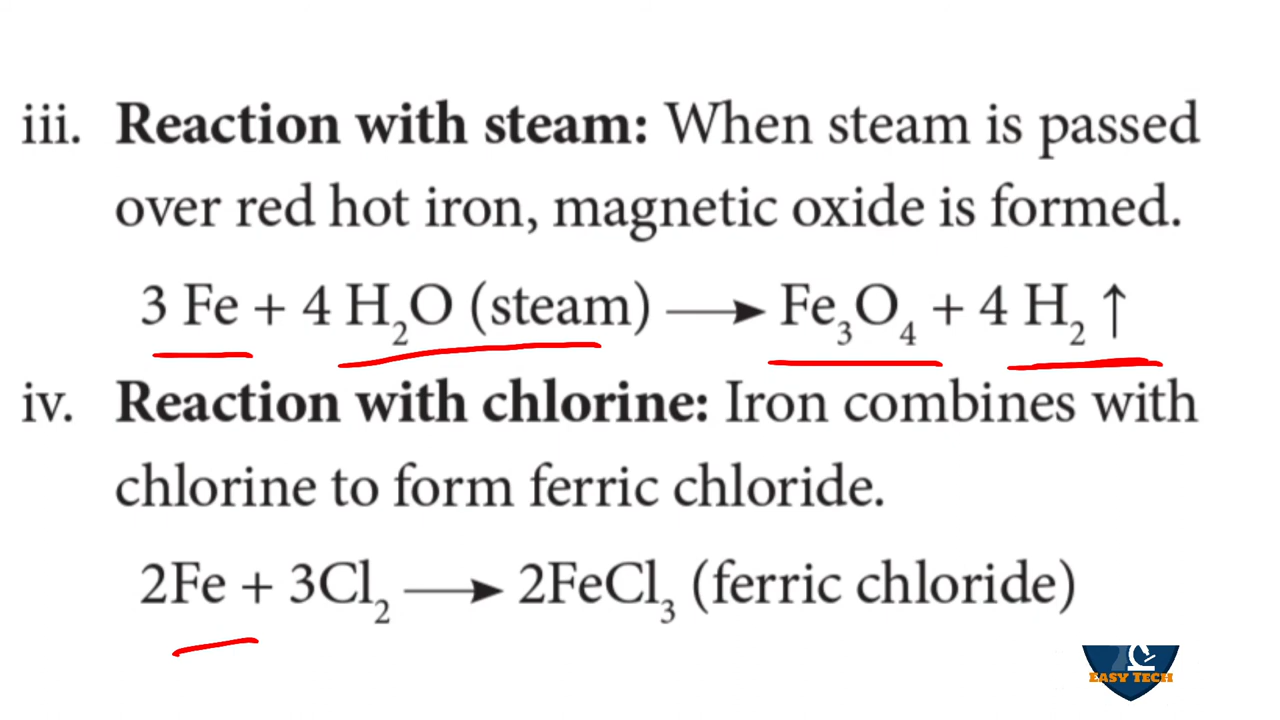 iii. Reaction with steam: When steam is passed
over red hot iron, magnetic oxide is formed.
3 Fe + 4 H₂O (steam) ⟶ Fe₃O₄ + 4 H₂ ↑
iv. Reaction with chlorine: Iron combines with
chlorine to form ferric chloride.
2Fe + 3Cl₂ ⟶ 2FeCl₃ (ferric chloride)
EASY TECH